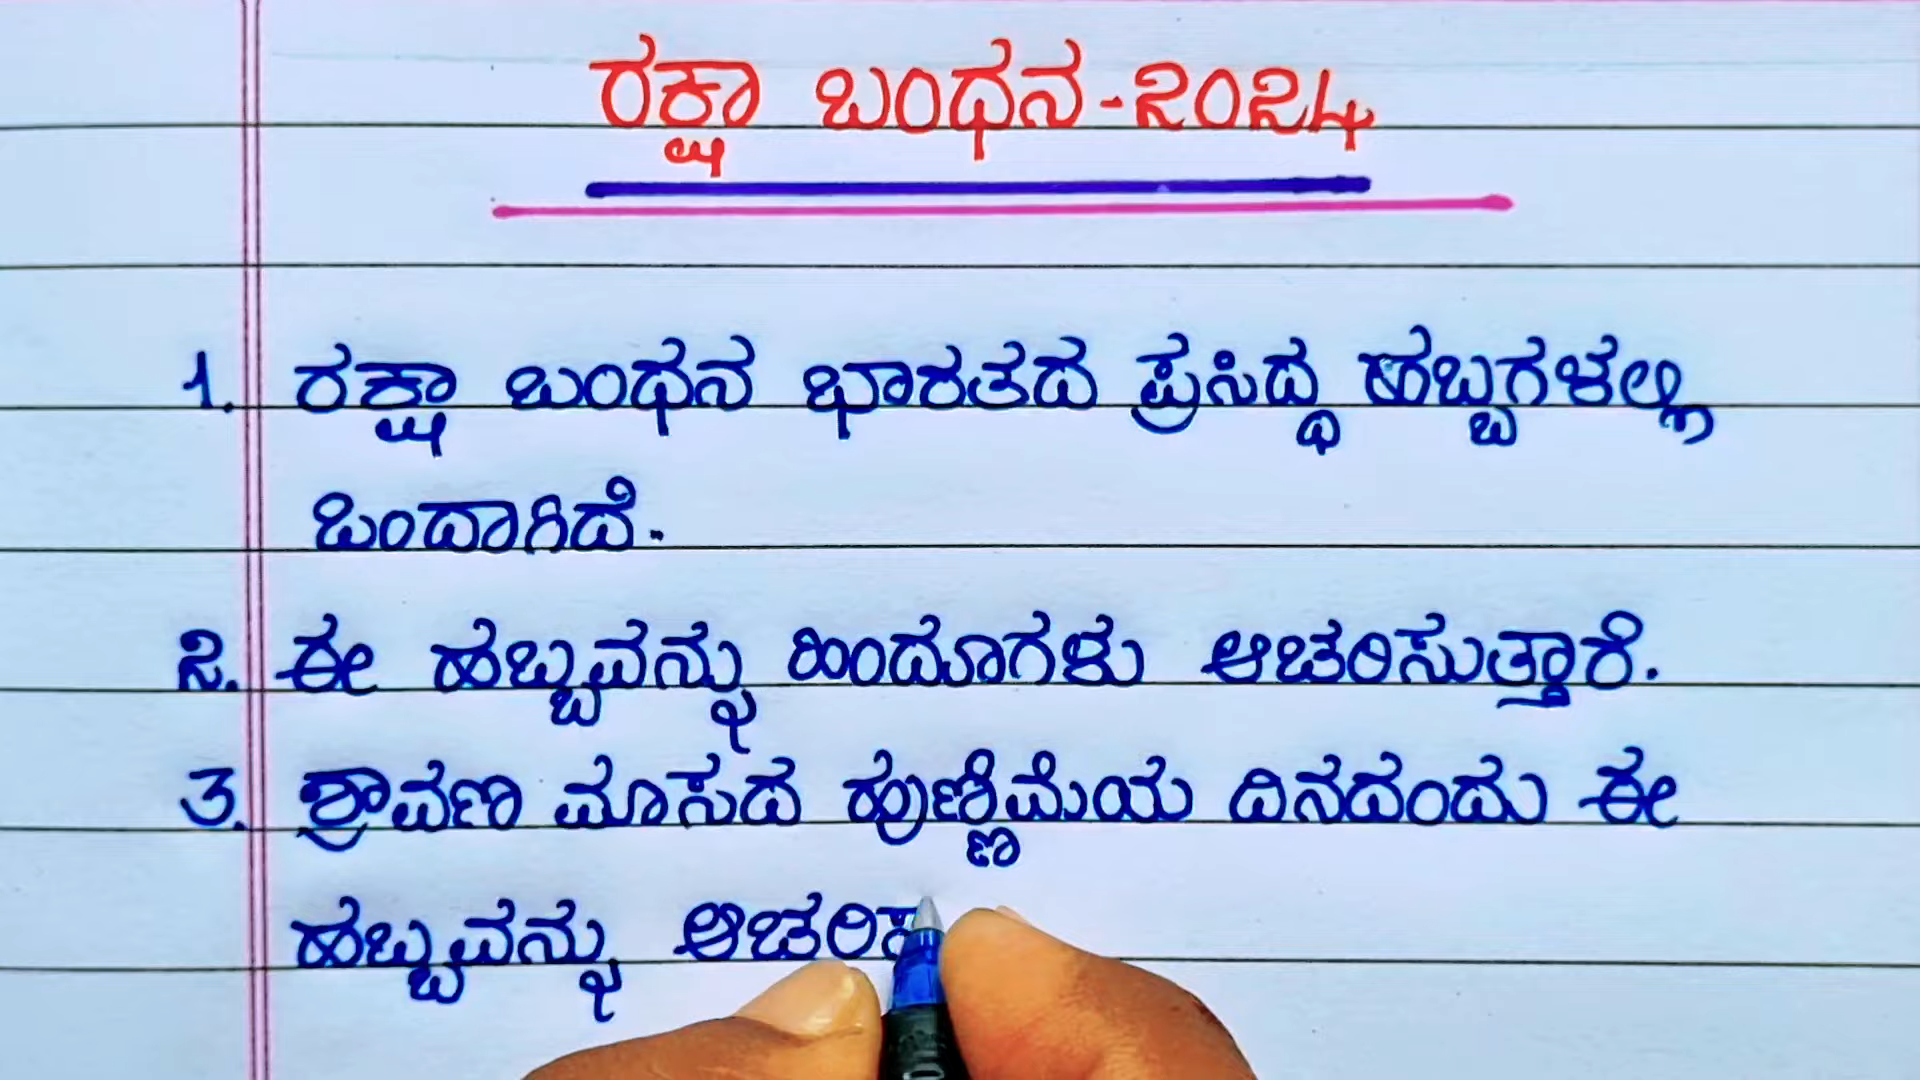 ರಕ್ಷಾ ಬಂಧನ-೨೦೨೪
1. ರಕ್ಷಾ ಬಂಧನ ಭಾರತದ ಪ್ರಸಿದ್ಧ ಹಬ್ಬಗಳಲ್ಲಿ
ಒಂದಾಗಿದೆ.
2. ಈ ಹಬ್ಬವನ್ನು ಹಿಂದೂಗಳು ಆಚರಿಸುತ್ತಾರೆ.
3. ಶ್ರಾವಣ ಮಾಸದ ಹುಣ್ಣಿಮೆಯ ದಿನದಂದು ಈ
ಹಬ್ಬವನ್ನು